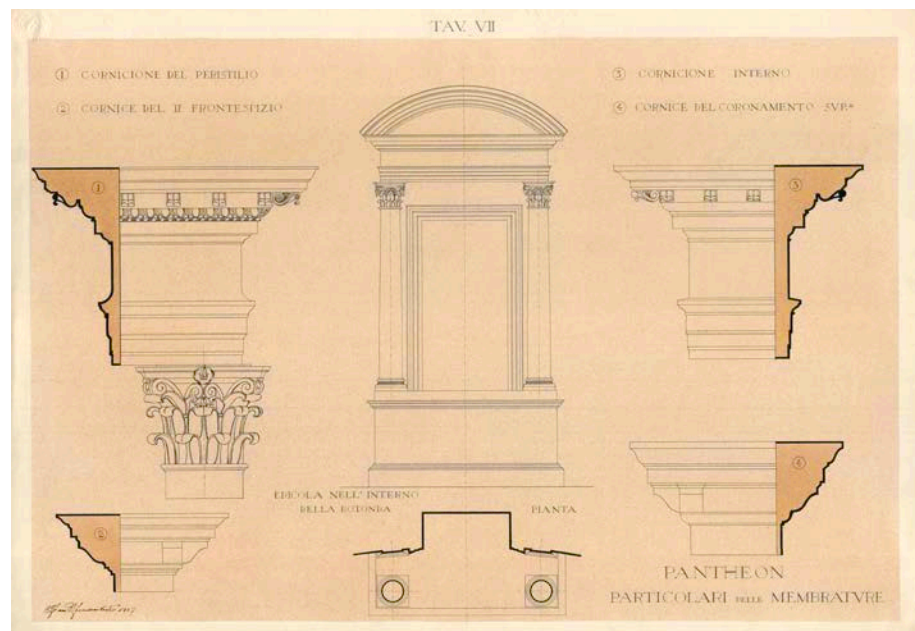 TAV. VII
① CORNICIONE DEL PERISTILIO
② CORNICE DEL II FRONTESPIZIO
③ CORNICIONE INTERNO
④ CORNICE DEL CORONAMENTO SVP.
①
③
EDICOLA NELL'INTERNO
DELLA ROTONDA
PIANTA
②
④
PANTHEON
PARTICOLARI DELLE MEMBRATVRE